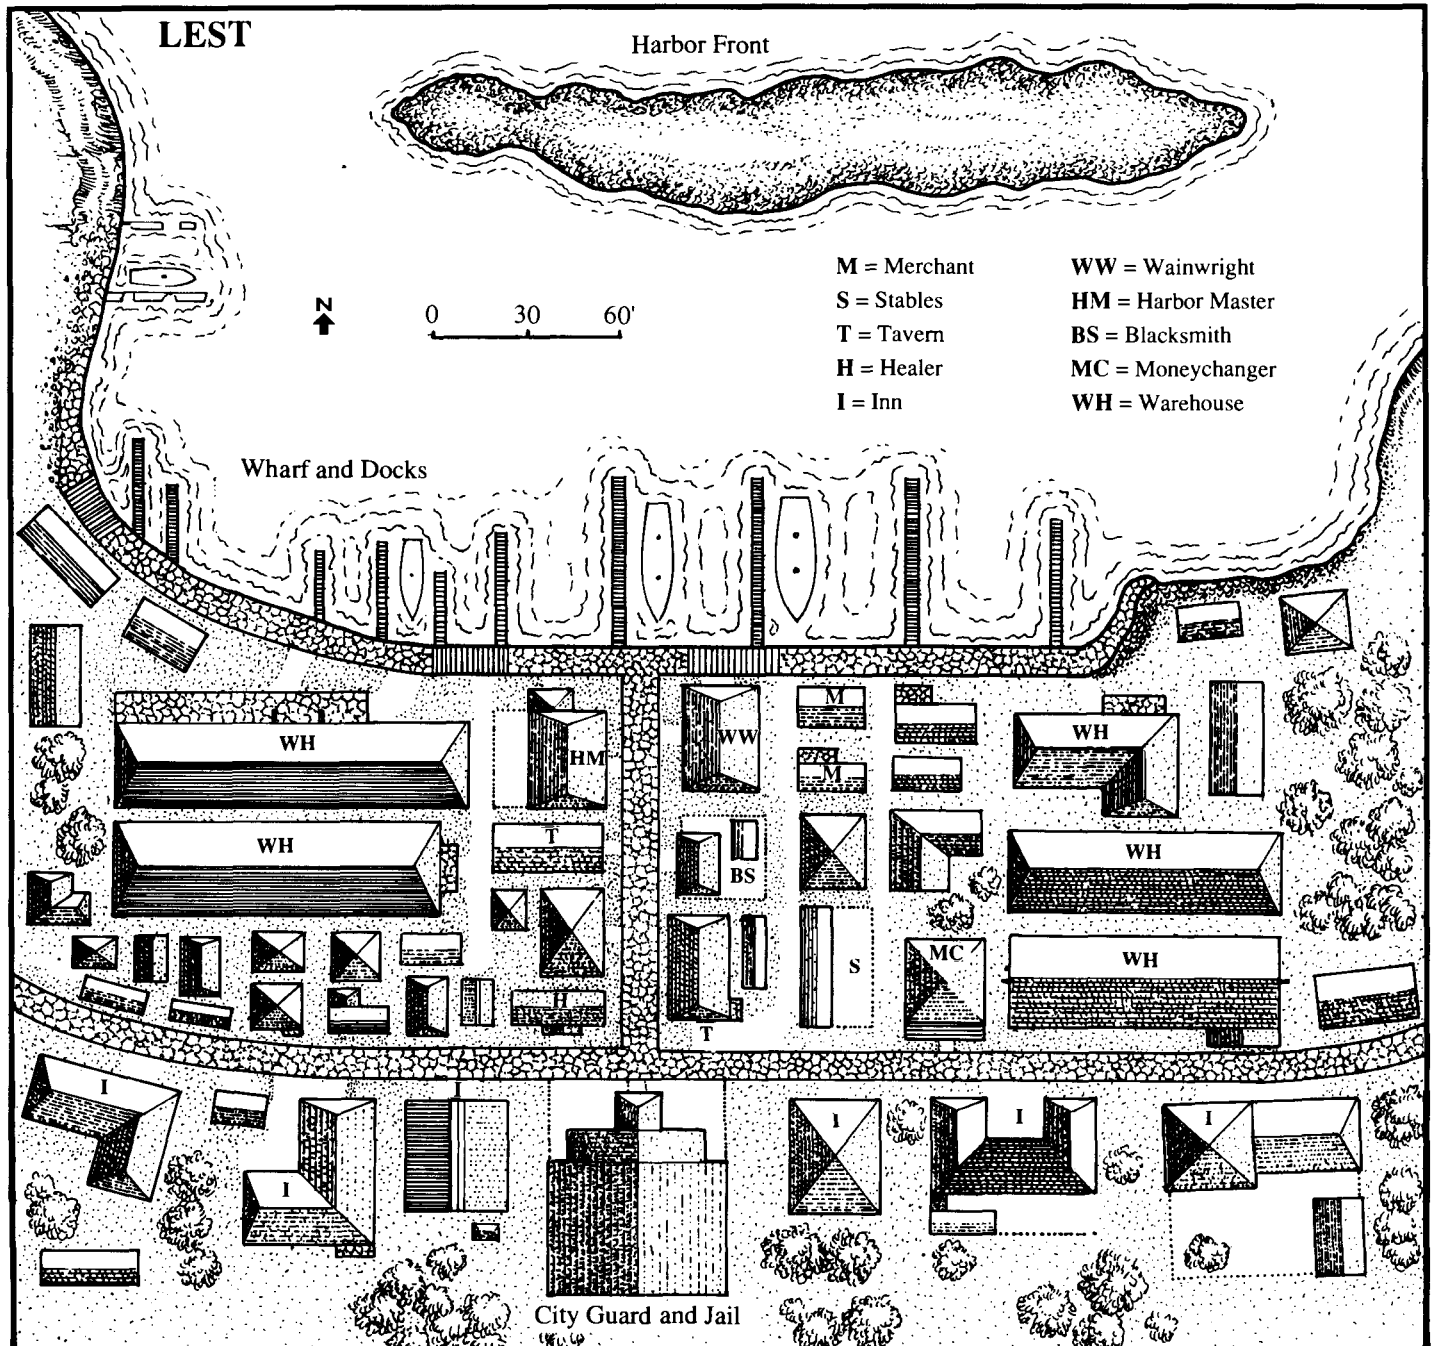 LEST
Harbor Front
M = Merchant
WW = Wainwright
S = Stables
HM = Harbor Master
N
0 30 60'
T = Tavern
BS = Blacksmith
H = Healer
MC = Moneychanger
I = Inn
WH = Warehouse
Wharf and Docks
M
WH
HM
WW
WH
M
T
WH
BS
WH
MC
WH
S
H
T
I
I
I
I
I
I
City Guard and Jail